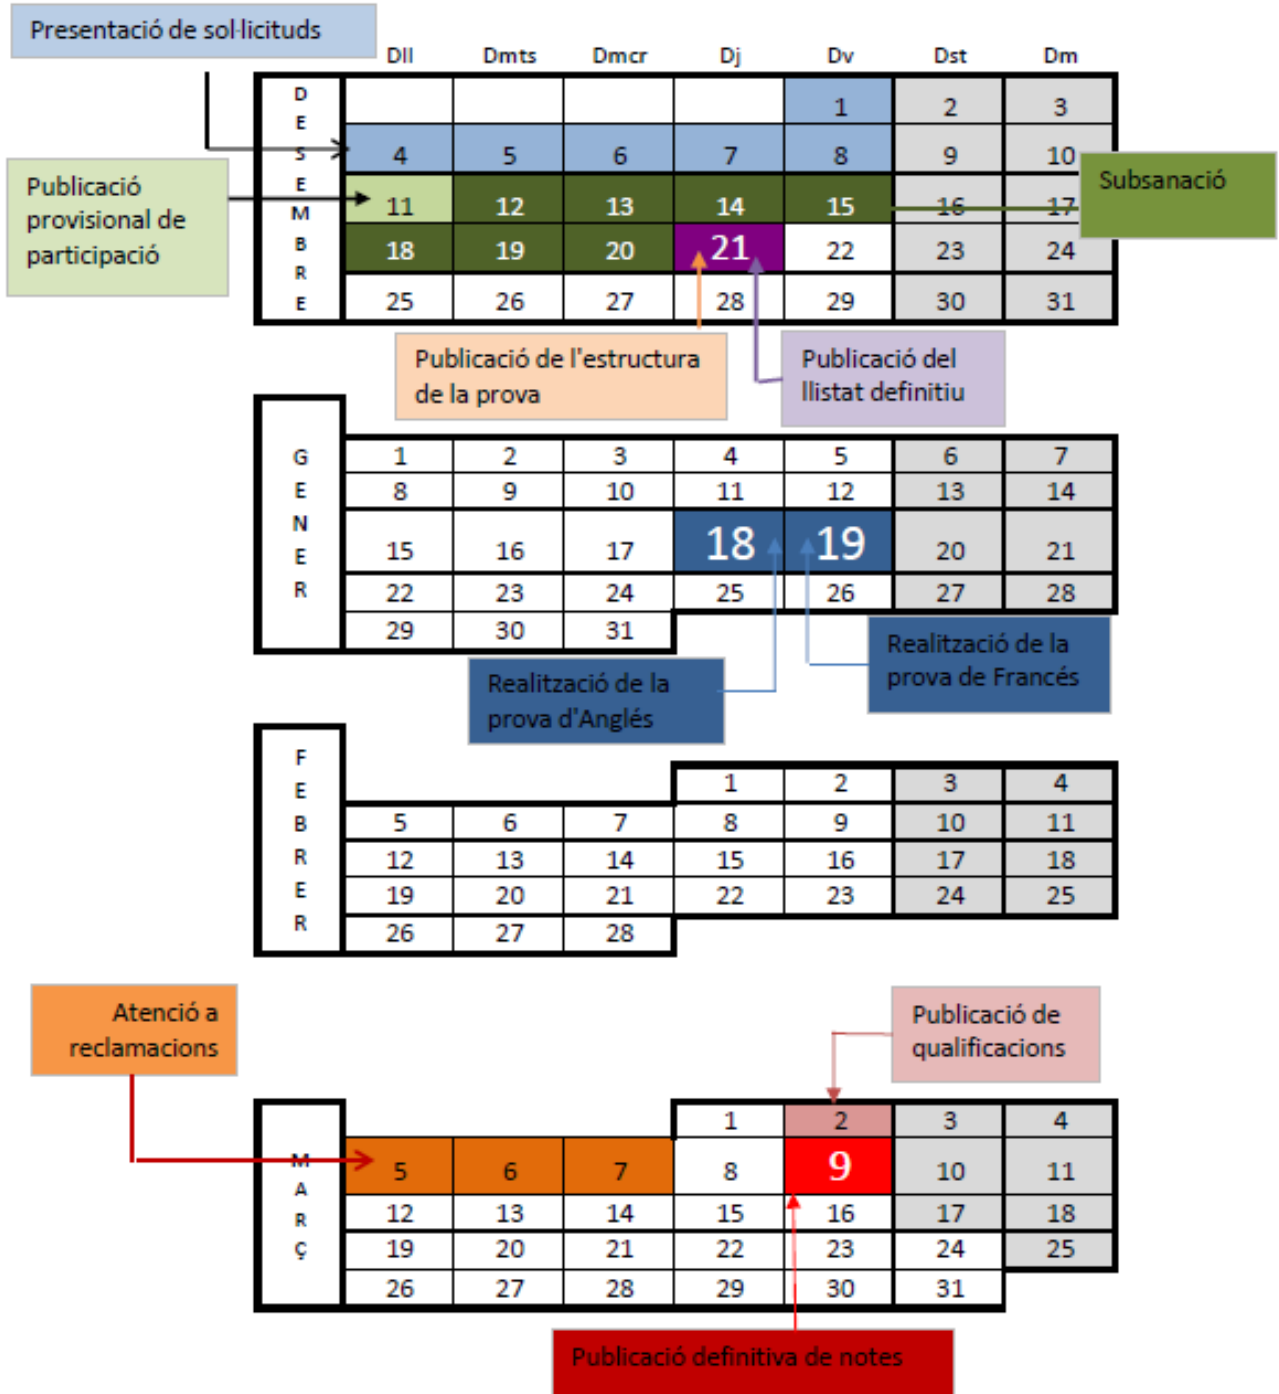 Presentació de sol·licituds
Dll Dmts Dmcr Dj Dv Dst Dm
DESEMBRE
1 2 3
4 5 6 7 8 9 10
Publicació
provisional de
participació
Subsanació
11 12 13 14 15 16 17
18 19 20 21 22 23 24
25 26 27 28 29 30 31
Publicació de l'estructura
de la prova
Publicació del
llistat definitiu
GENER
1 2 3 4 5 6 7
8 9 10 11 12 13 14
15 16 17 18 19 20 21
22 23 24 25 26 27 28
29 30 31
Realització de la
prova d'Anglés
Realització de la
prova de Francés
FEBRER
1 2 3 4
5 6 7 8 9 10 11
12 13 14 15 16 17 18
19 20 21 22 23 24 25
26 27 28
Atenció a
reclamacions
Publicació de
qualificacions
MARÇ
1 2 3 4
5 6 7 8 9 10 11
12 13 14 15 16 17 18
19 20 21 22 23 24 25
26 27 28 29 30 31
Publicació definitiva de notes